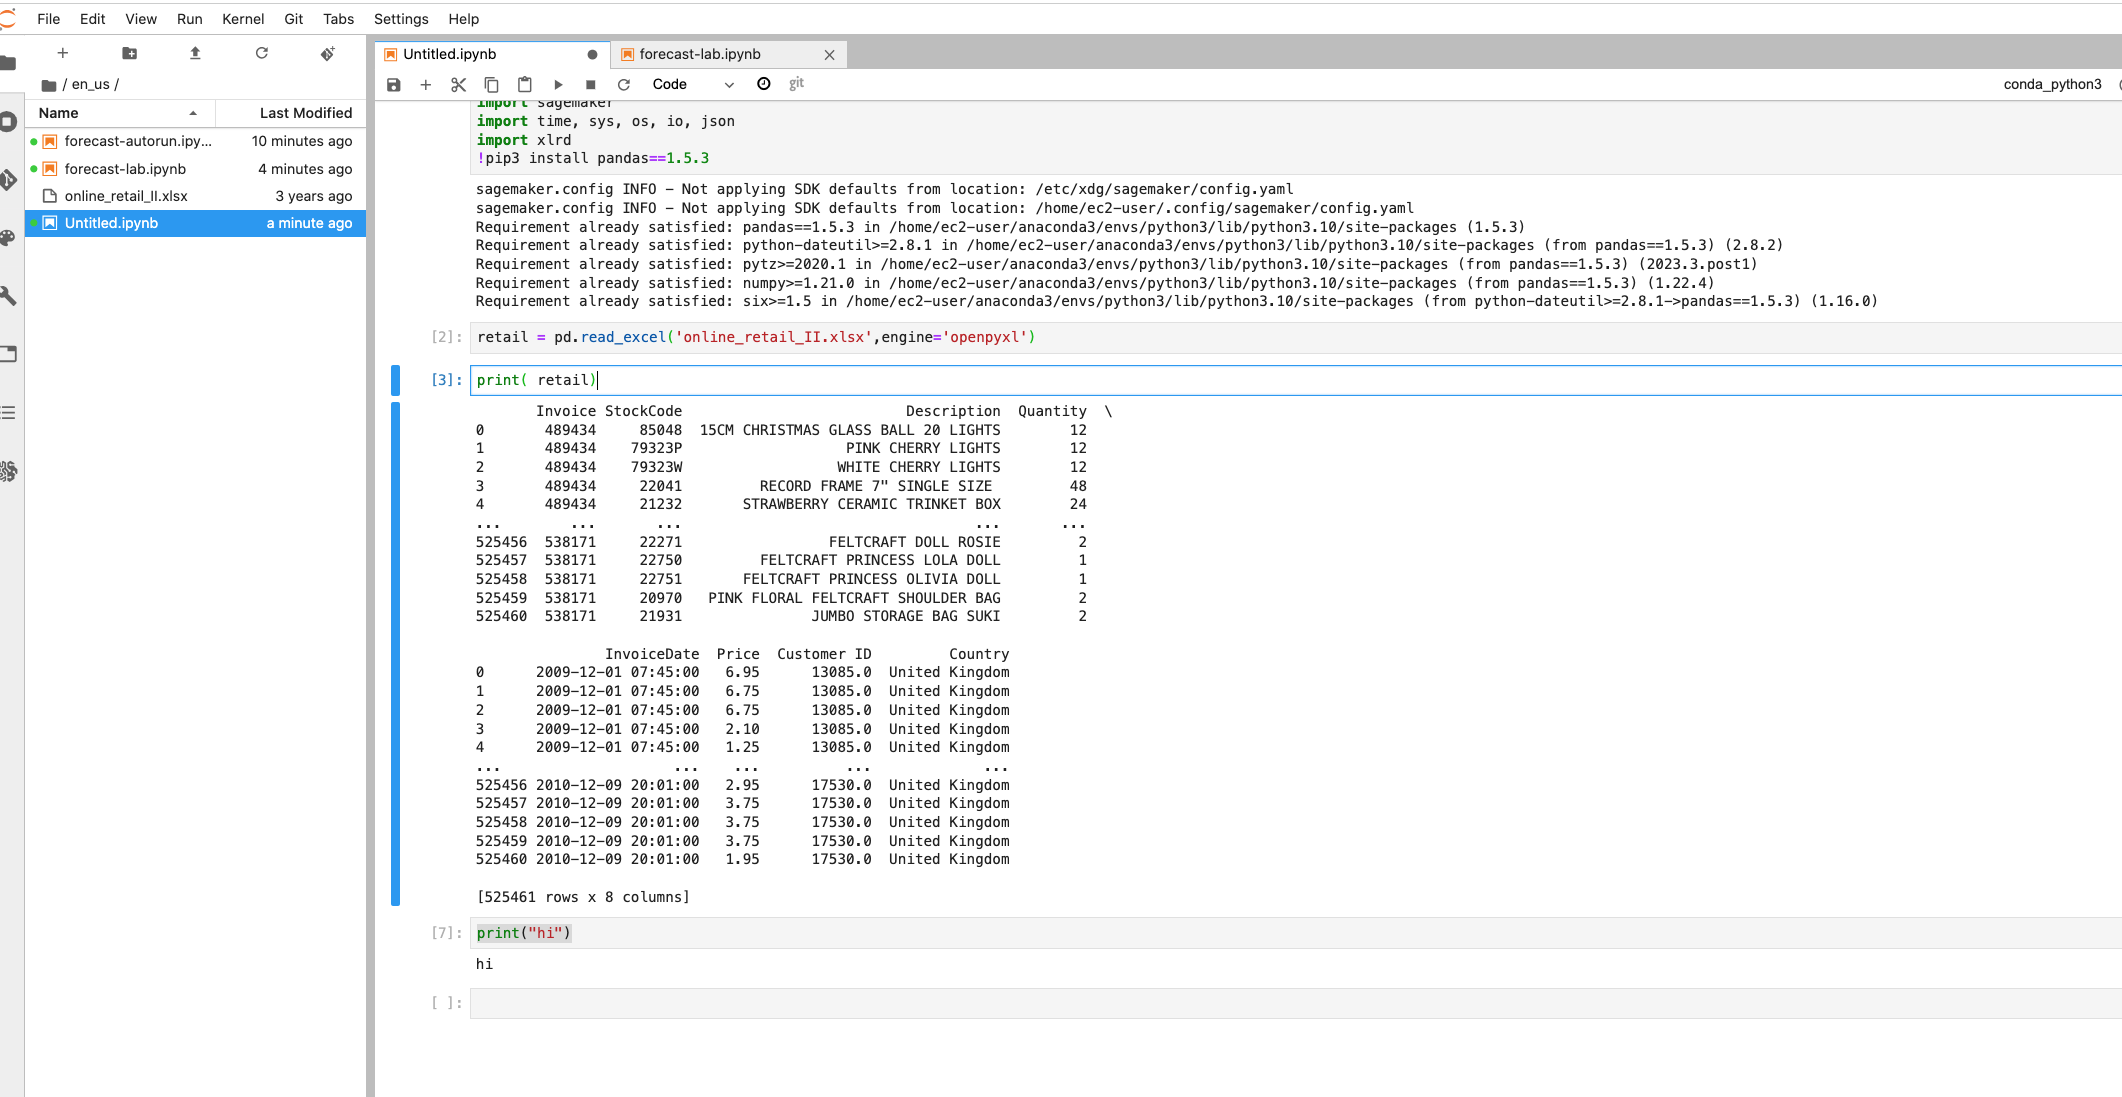 File Edit View Run Kernel Git Tabs Settings Help
Untitled.ipynb
forecast-lab.ipynb
/ en_us /
Code
git
conda_python3
Name Last Modified
forecast-autorun.ipy... 10 minutes ago
forecast-lab.ipynb 4 minutes ago
online_retail_II.xlsx 3 years ago
Untitled.ipynb a minute ago
import sagemaker
import time, sys, os, io, json
import xlrd
!pip3 install pandas==1.5.3
sagemaker.config INFO - Not applying SDK defaults from location: /etc/xdg/sagemaker/config.yaml
sagemaker.config INFO - Not applying SDK defaults from location: /home/ec2-user/.config/sagemaker/config.yaml
Requirement already satisfied: pandas==1.5.3 in /home/ec2-user/anaconda3/envs/python3/lib/python3.10/site-packages (1.5.3)
Requirement already satisfied: python-dateutil>=2.8.1 in /home/ec2-user/anaconda3/envs/python3/lib/python3.10/site-packages (from pandas==1.5.3) (2.8.2)
Requirement already satisfied: pytz>=2020.1 in /home/ec2-user/anaconda3/envs/python3/lib/python3.10/site-packages (from pandas==1.5.3) (2023.3.post1)
Requirement already satisfied: numpy>=1.21.0 in /home/ec2-user/anaconda3/envs/python3/lib/python3.10/site-packages (from pandas==1.5.3) (1.22.4)
Requirement already satisfied: six>=1.5 in /home/ec2-user/anaconda3/envs/python3/lib/python3.10/site-packages (from python-dateutil>=2.8.1->pandas==1.5.3) (1.16.0)
[2]: retail = pd.read_excel('online_retail_II.xlsx',engine='openpyxl')
[3]: print( retail)
Invoice StockCode Description Quantity \
0 489434 85048 15CM CHRISTMAS GLASS BALL 20 LIGHTS 12
1 489434 79323P PINK CHERRY LIGHTS 12
2 489434 79323W WHITE CHERRY LIGHTS 12
3 489434 22041 RECORD FRAME 7" SINGLE SIZE 48
4 489434 21232 STRAWBERRY CERAMIC TRINKET BOX 24
... ... ... ... ...
525456 538171 22271 FELTCRAFT DOLL ROSIE 2
525457 538171 22750 FELTCRAFT PRINCESS LOLA DOLL 1
525458 538171 22751 FELTCRAFT PRINCESS OLIVIA DOLL 1
525459 538171 20970 PINK FLORAL FELTCRAFT SHOULDER BAG 2
525460 538171 21931 JUMBO STORAGE BAG SUKI 2
InvoiceDate Price Customer ID Country
0 2009-12-01 07:45:00 6.95 13085.0 United Kingdom
1 2009-12-01 07:45:00 6.75 13085.0 United Kingdom
2 2009-12-01 07:45:00 6.75 13085.0 United Kingdom
3 2009-12-01 07:45:00 2.10 13085.0 United Kingdom
4 2009-12-01 07:45:00 1.25 13085.0 United Kingdom
... ... ... ... ...
525456 2010-12-09 20:01:00 2.95 17530.0 United Kingdom
525457 2010-12-09 20:01:00 3.75 17530.0 United Kingdom
525458 2010-12-09 20:01:00 3.75 17530.0 United Kingdom
525459 2010-12-09 20:01:00 3.75 17530.0 United Kingdom
525460 2010-12-09 20:01:00 1.95 17530.0 United Kingdom
[525461 rows x 8 columns]
[7]: print("hi")
hi
[ ]: